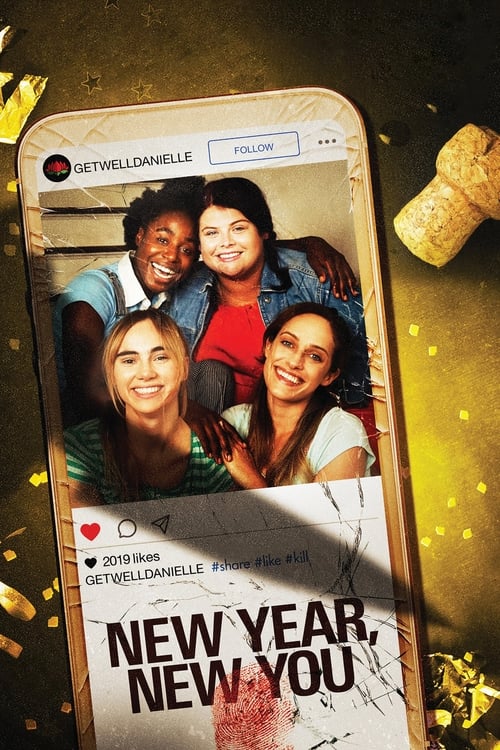 GETWELLDANIELLE
FOLLOW
2019 likes
GETWELLDANIELLE #share #like #kill
NEW YEAR,
NEW YOU